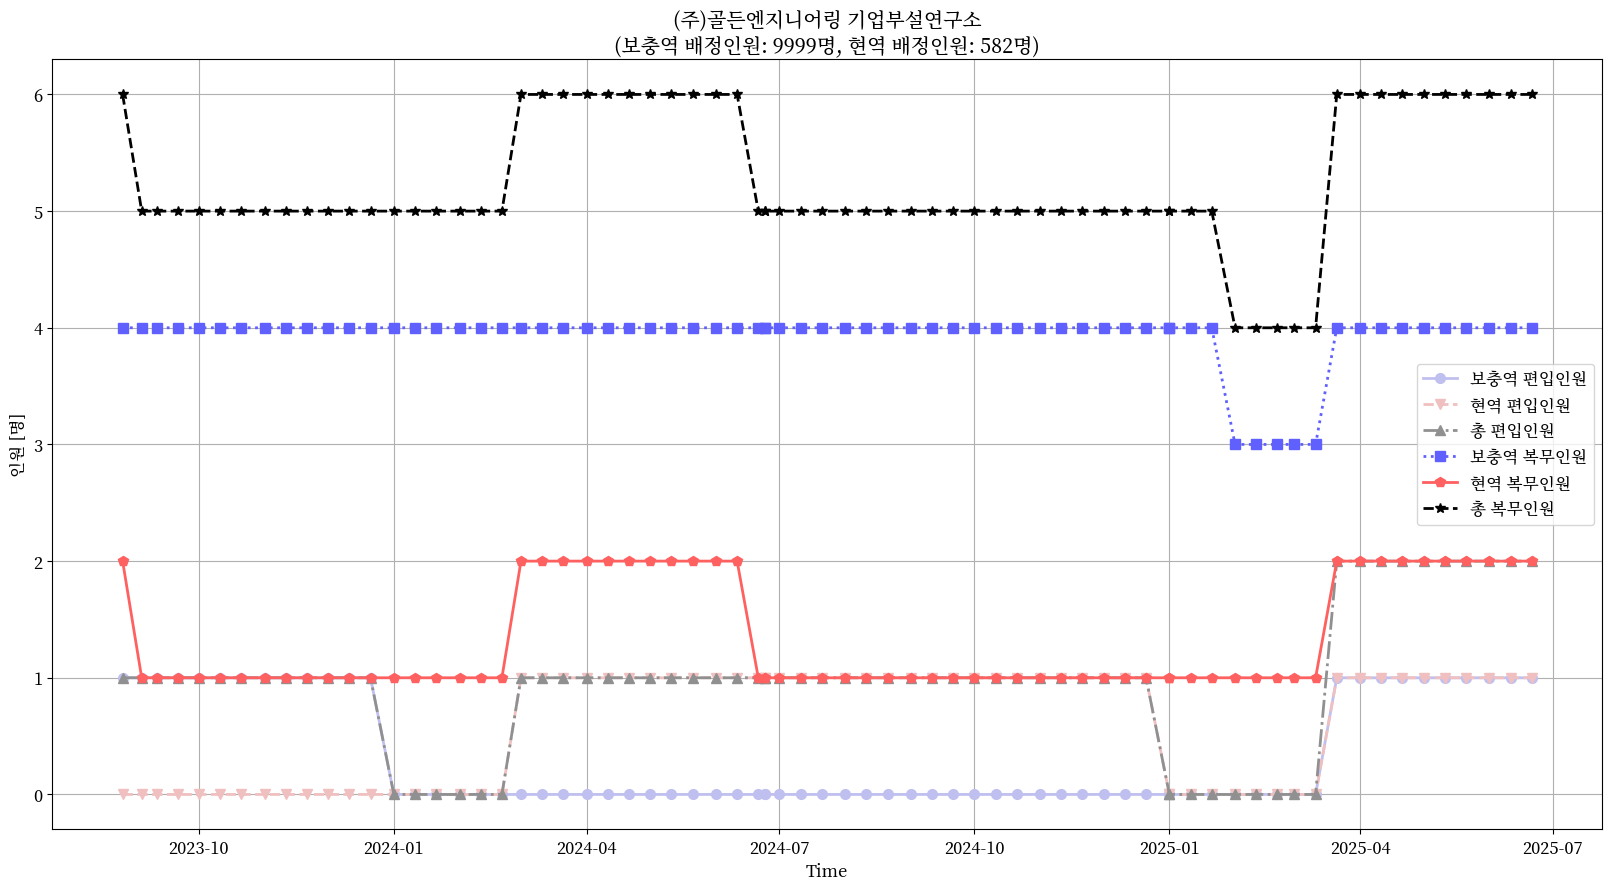 (주)골든엔지니어링 기업부설연구소
(보충역 배정인원: 9999명, 현역 배정인원: 582명)
인원 [명]
6
5
4
3
2
1
0
보충역 편입인원
현역 편입인원
총 편입인원
보충역 복무인원
현역 복무인원
총 복무인원
2023-10
2024-01
2024-04
2024-07
2024-10
2025-01
2025-04
2025-07
Time